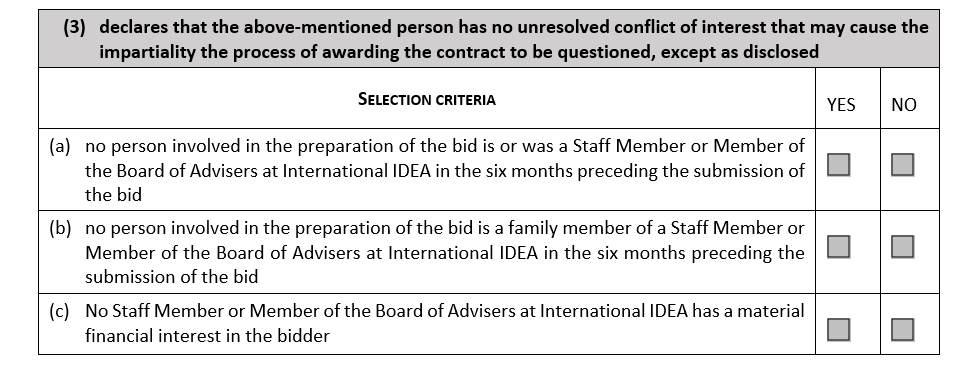 (3) declares that the above-mentioned person has no unresolved conflict of interest that may cause the
impartiality the process of awarding the contract to be questioned, except as disclosed
SELECTION CRITERIA YES NO
(a) no person involved in the preparation of the bid is or was a Staff Member or Member of
the Board of Advisers at International IDEA in the six months preceding the submission of
the bid
(b) no person involved in the preparation of the bid is a family member of a Staff Member or
Member of the Board of Advisers at International IDEA in the six months preceding the
submission of the bid
(c) No Staff Member or Member of the Board of Advisers at International IDEA has a material
financial interest in the bidder